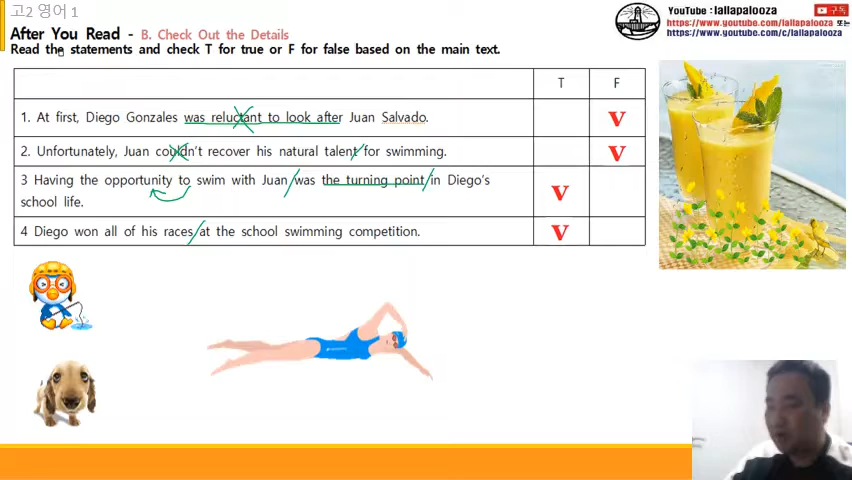 고2 영어 1
After You Read - B. Check Out the Details
Read the statements and check T for true or F for false based on the main text.
YouTube : lallapalooza
구독
https://www.youtube.com/lallapalooza 또는
https://www.youtube.com/c/lallapalooza
T F
1. At first, Diego Gonzales was reluctant to look after Juan Salvado. V
2. Unfortunately, Juan couldn't recover his natural talent for swimming. V
3 Having the opportunity to swim with Juan was the turning point in Diego's
school life. V
4 Diego won all of his races at the school swimming competition. V